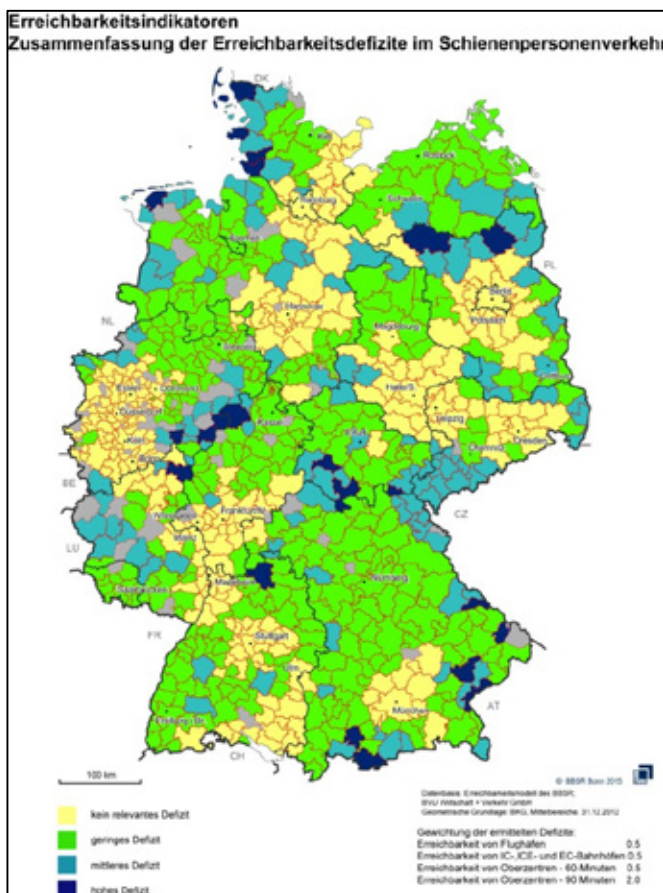 Erreichbarkeitsindikatoren
Zusammenfassung der Erreichbarkeitsdefizite im Schienenpersonenverkehr
DK
Kiel
Rostock
Hamburg
Schwerin
Bremen
PL
Berlin
Hannover
Potsdam
NL
Magdeburg
Essen
Dortmund
Halle/S.
Düsseldorf
Kassel
Leipzig
Köln
Dresden
Bonn
Chemnitz
BE
CZ
Frankfurt/M.
Wiesbaden
LU
Mainz
Mannheim
Nürnberg
Saarbrücken
FR
Stuttgart
Ulm
AT
München
Freiburg i.Br.
CH
100 km
© BBSR Bonn 2015
Datenbasis: Erreichbarkeitsmodell des BBSR,
BVU Wirtschaft + Verkehr GmbH
Geometrische Grundlage: BKG, Mittelbereiche, 31.12.2012
kein relevantes Defizit
geringes Defizit
mittleres Defizit
hohes Defizit
Gewichtung der ermittelten Defizite:
Erreichbarkeit von Flughäfen 0.5
Erreichbarkeit von IC-,ICE- und EC-Bahnhöfen 0.5
Erreichbarkeit von Oberzentren - 60-Minuten 0.5
Erreichbarkeit von Oberzentren - 90 Minuten 2.0